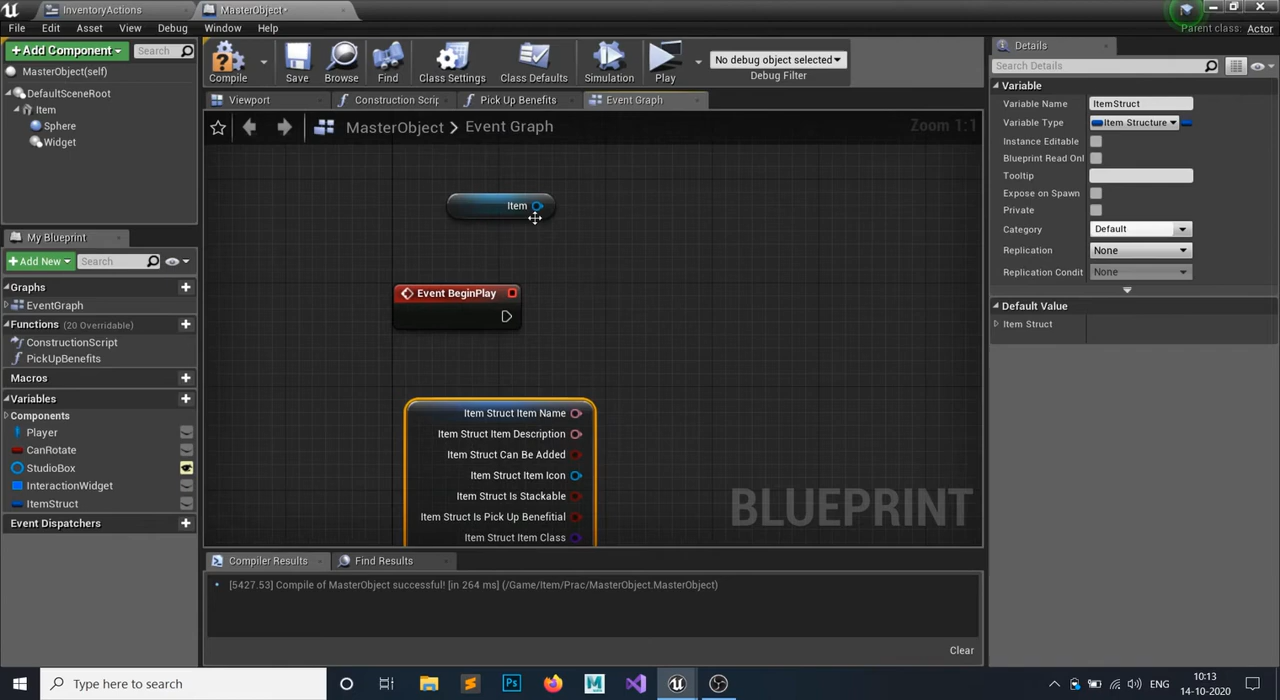 InventoryActions
MasterObject*
File Edit Asset View Debug Window Help
Parent class: Actor
+Add Component
Search
MasterObject(self)
DefaultSceneRoot
Item
Sphere
Widget
Compile
Save
Browse
Find
Class Settings
Class Defaults
Simulation
Play
No debug object selected
Debug Filter
Viewport
Construction Scrip
Pick Up Benefits
Event Graph
MasterObject > Event Graph
Zoom 1:1
Item
Event BeginPlay
Item Struct Item Name
Item Struct Item Description
Item Struct Can Be Added
Item Struct Item Icon
Item Struct Is Stackable
Item Struct Is Pick Up Benefitial
Item Struct Item Class
BLUEPRINT
My Blueprint
+Add New
Search
Graphs
EventGraph
Functions (20 Overridable)
ConstructionScript
PickUpBenefits
Macros
Variables
Components
Player
CanRotate
StudioBox
InteractionWidget
ItemStruct
Event Dispatchers
Compiler Results
Find Results
[5427.53] Compile of MasterObject successful! [in 264 ms] (/Game/Item/Prac/MasterObject.MasterObject)
Clear
Details
Search Details
Variable
Variable Name ItemStruct
Variable Type Item Structure
Instance Editable
Blueprint Read Onl
Tooltip
Expose on Spawn
Private
Category Default
Replication None
Replication Condit None
Default Value
Item Struct
Type here to search
Ps
M
ENG
10:13
14-10-2020